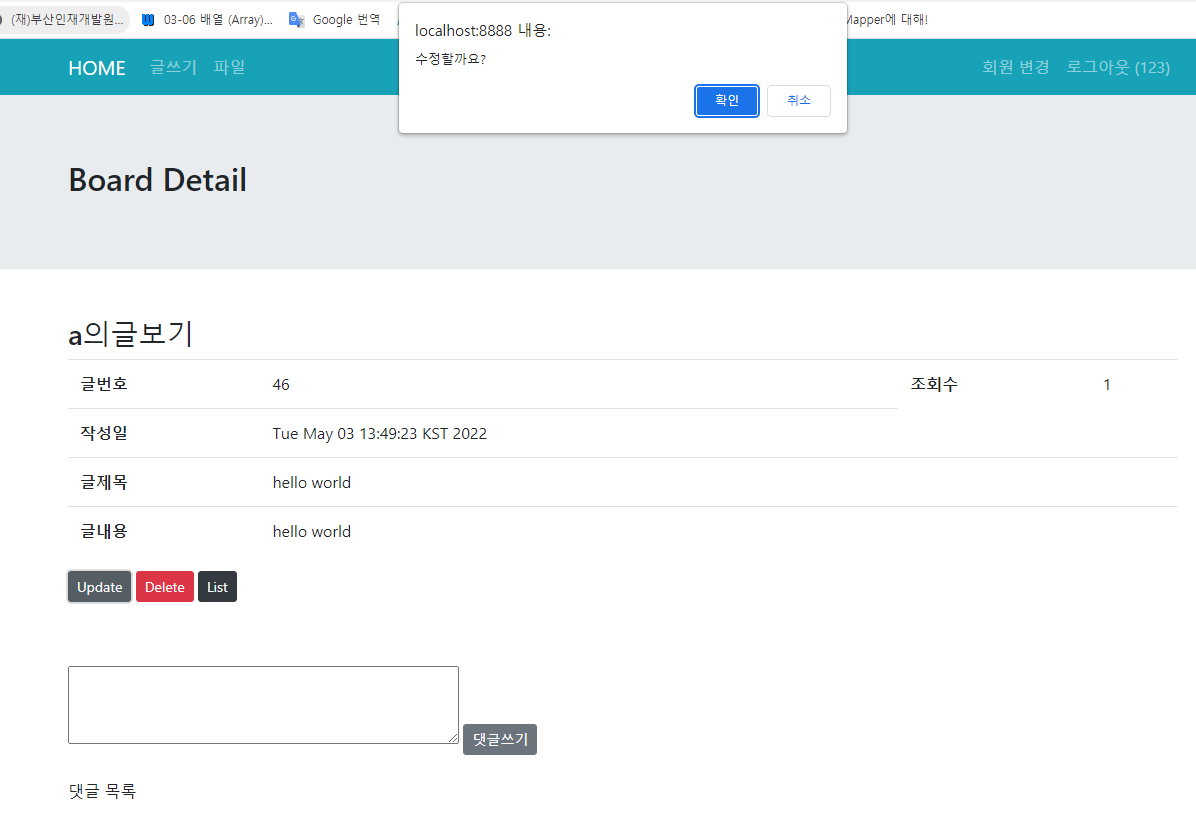 (재)부산인재개발원... 03-06 배열 (Array)... Google 번역 Mapper에 대해!
localhost:8888 내용:
수정할까요?
확인 취소
HOME 글쓰기 파일 회원 변경 로그아웃 (123)
Board Detail
a의글보기
글번호 46 조회수 1
작성일 Tue May 03 13:49:23 KST 2022
글제목 hello world
글내용 hello world
Update Delete List
댓글쓰기
댓글 목록